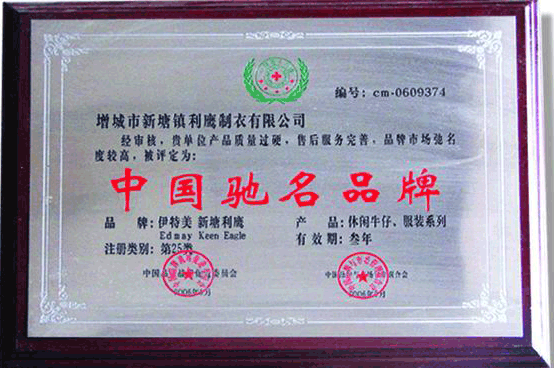 编号：cm-0609374
增城市新塘镇利鹰制衣有限公司
经审核，贵单位产品质量过硬，售后服务完善，品牌市场驰名
度较高，被评定为：
中国驰名品牌
品　牌：伊特美 新塘利鹰
Edmay Keen Eagle
注册类别：第25类
产　品：休闲牛仔、服装系列
有效期：叁年